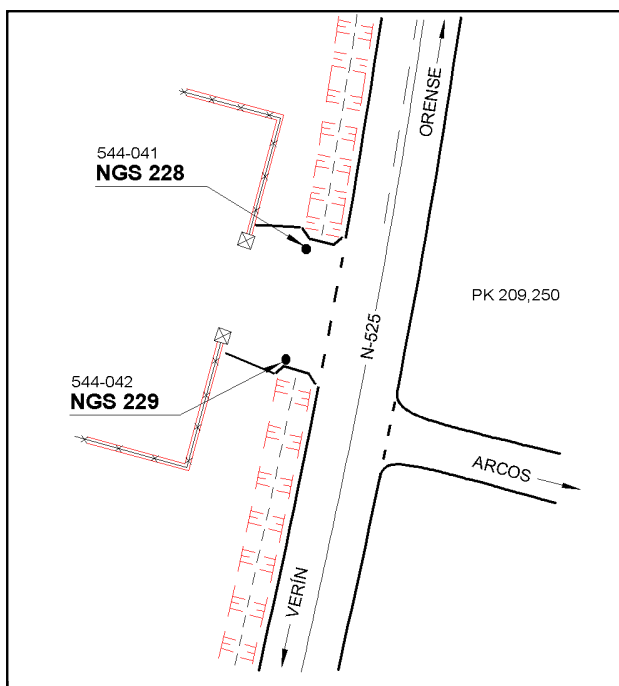 ORENSE
544-041
NGS 228
PK 209,250
N-525
544-042
NGS 229
ARCOS
VERÍN